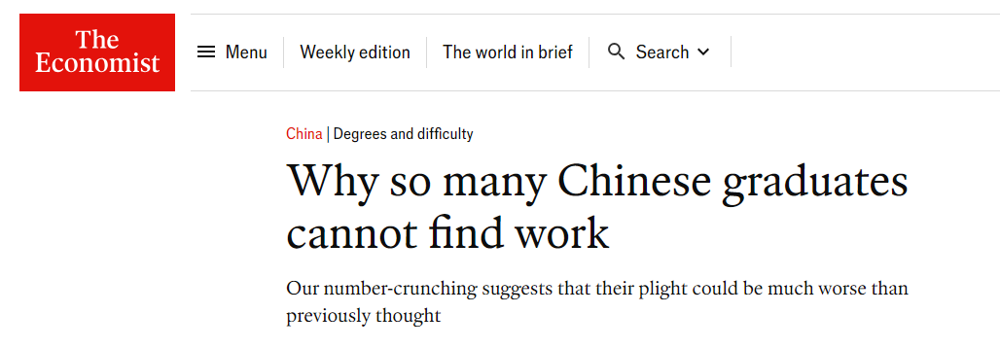 The
Economist
Menu
Weekly edition
The world in brief
Search
China | Degrees and difficulty
Why so many Chinese graduates
cannot find work
Our number-crunching suggests that their plight could be much worse than
previously thought